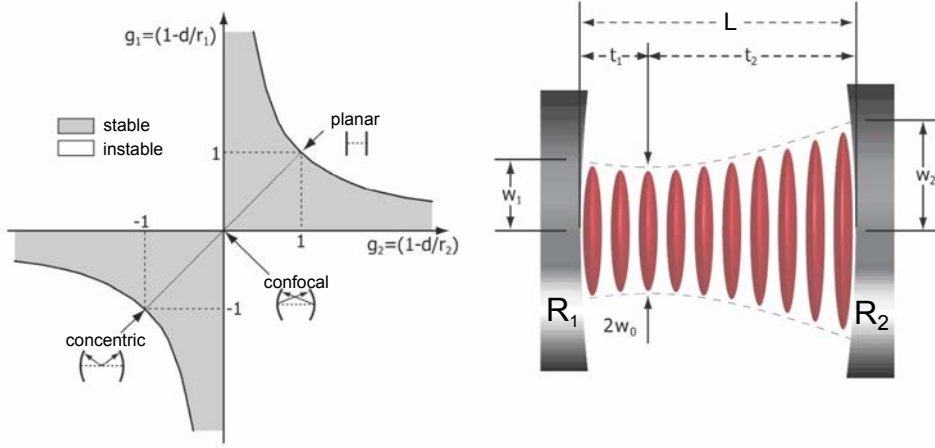 g₁=(1-d/r₁)
stable
instable
planar
1
-1
1
g₂=(1-d/r₂)
confocal
-1
concentric
L
t₁
t₂
w₁
w₂
R₁
R₂
2w₀